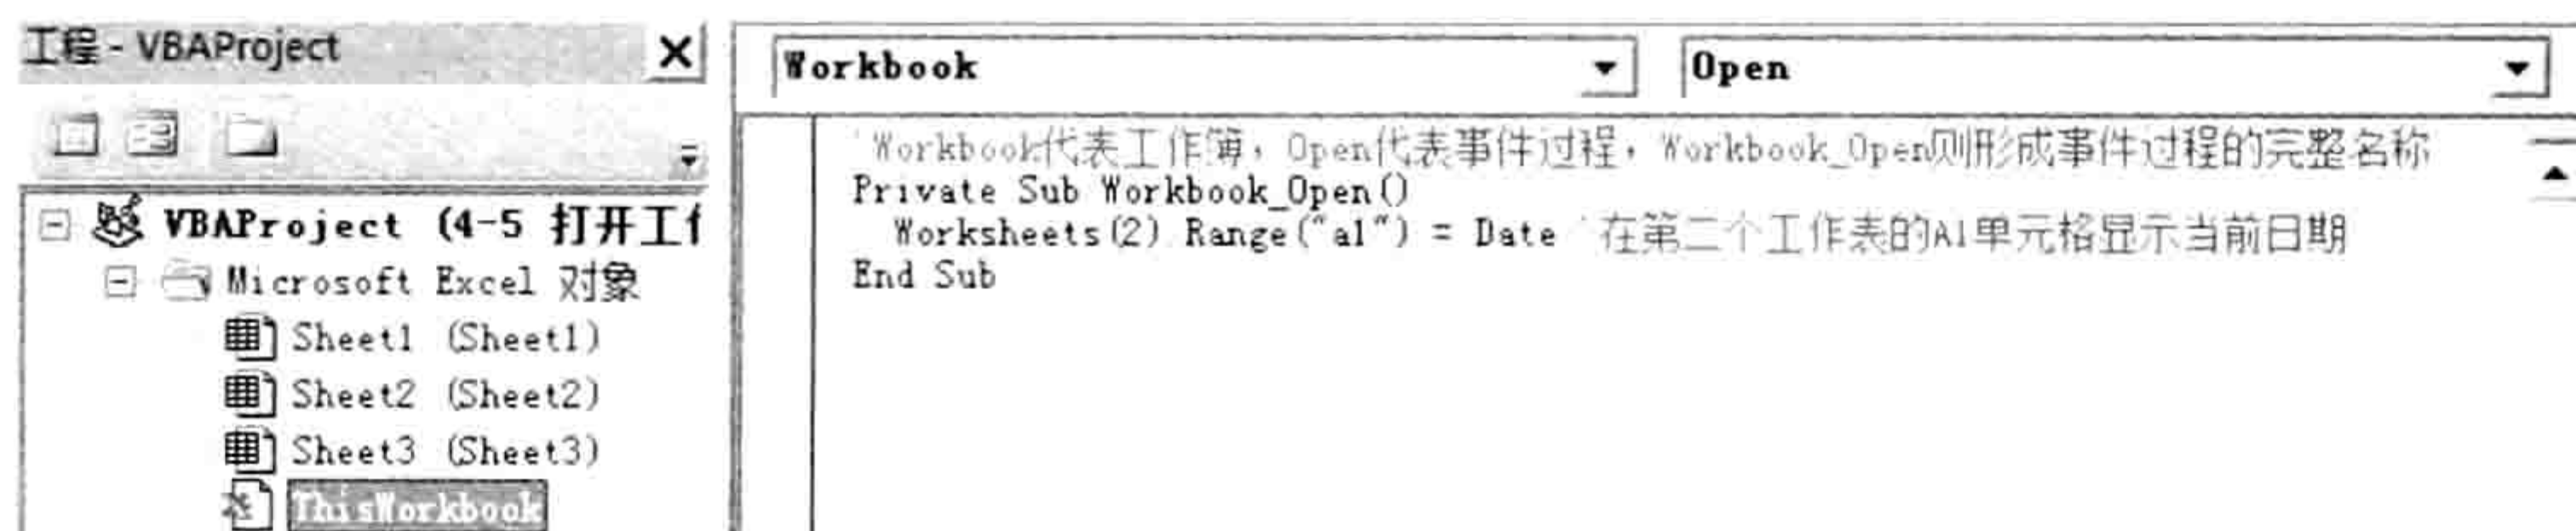 工程 - VBAProject
VBAProject (4-5 打开工作
Microsoft Excel 对象
Sheet1 (Sheet1)
Sheet2 (Sheet2)
Sheet3 (Sheet3)
ThisWorkbook
Workbook
Open
'Workbook代表工作簿，Open代表事件过程，Workbook_Open则形成事件过程的完整名称
Private Sub Workbook_Open()
Worksheets(2) Range("a1") = Date '在第二个工作表的A1单元格显示当前日期
End Sub